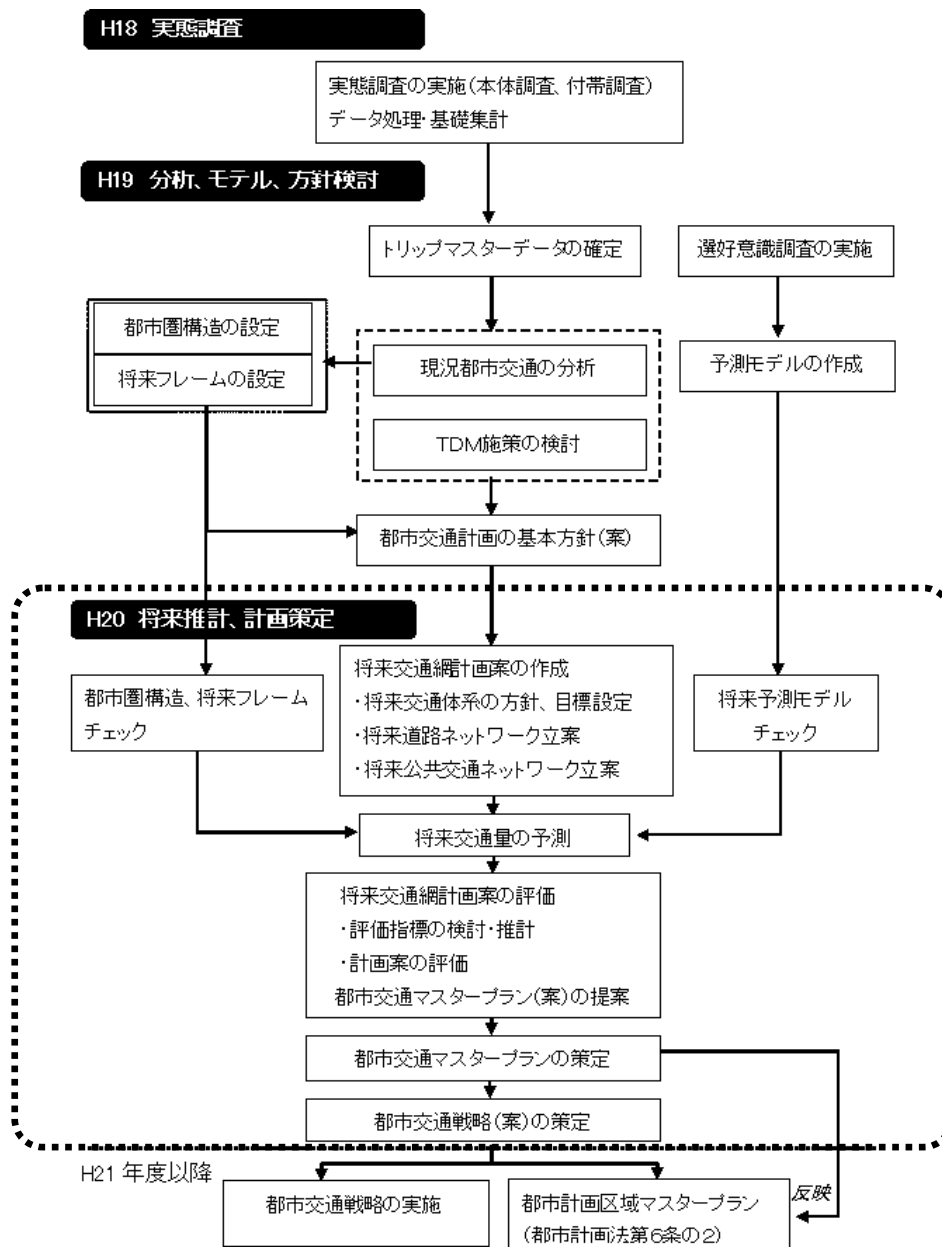 H18 実態調査
実態調査の実施(本体調査、付帯調査)
データ処理・基礎集計
H19 分析、モデル、方針検討
トリップマスターデータの確定
選好意識調査の実施
都市圏構造の設定
将来フレームの設定
現況都市交通の分析
予測モデルの作成
TDM施策の検討
都市交通計画の基本方針(案)
H20 将来推計、計画策定
都市圏構造、将来フレーム
チェック
将来交通網計画案の作成
・将来交通体系の方針、目標設定
・将来道路ネットワーク立案
・将来公共交通ネットワーク立案
将来予測モデル
チェック
将来交通量の予測
将来交通網計画案の評価
・評価指標の検討・推計
・計画案の評価
都市交通マスタープラン(案)の提案
都市交通マスタープランの策定
都市交通戦略(案)の策定
H21 年度以降
都市交通戦略の実施
都市計画区域マスタープラン
(都市計画法第6条の2)
反映